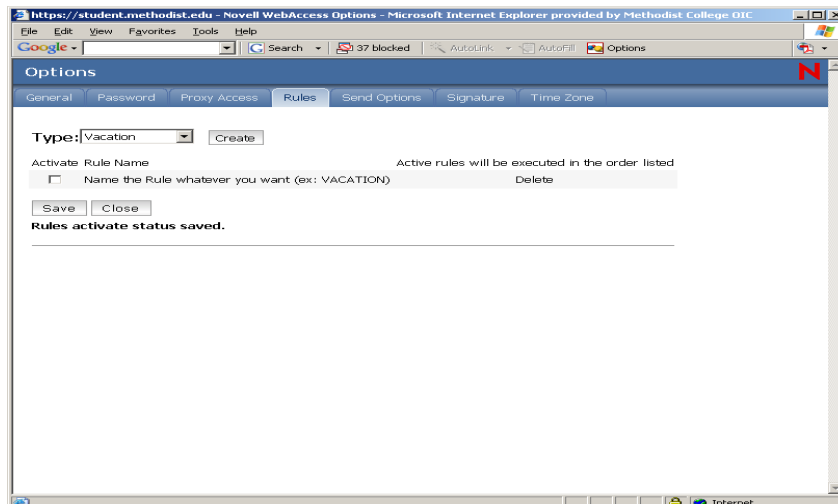 https://student.methodist.edu - Novell WebAccess Options - Microsoft Internet Explorer provided by Methodist College OIC
File Edit View Favorites Tools Help
Google Search 37 blocked AutoLink AutoFill Options
Options N
General Password Proxy Access Rules Send Options Signature Time Zone
Type: Vacation Create
Activate Rule Name Active rules will be executed in the order listed
Name the Rule whatever you want (ex: VACATION) Delete
Save Close
Rules activate status saved.
Internet